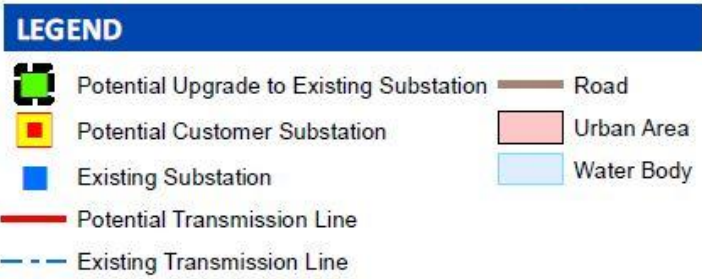 LEGEND
Potential Upgrade to Existing Substation
Potential Customer Substation
Existing Substation
Potential Transmission Line
Existing Transmission Line
Road
Urban Area
Water Body